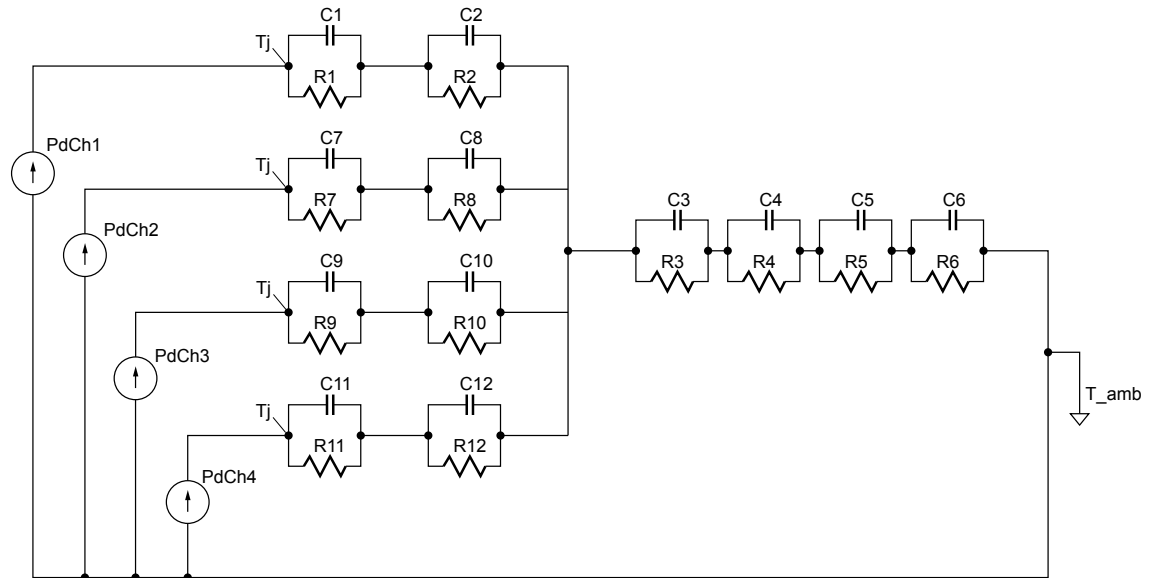 C1 C2
Tj
R1 R2
PdCh1
C7 C8
Tj
R7 R8
PdCh2
C3 C4 C5 C6
R3 R4 R5 R6
C9 C10
Tj
R9 R10
PdCh3
C11 C12
Tj
R11 R12
T_amb
PdCh4